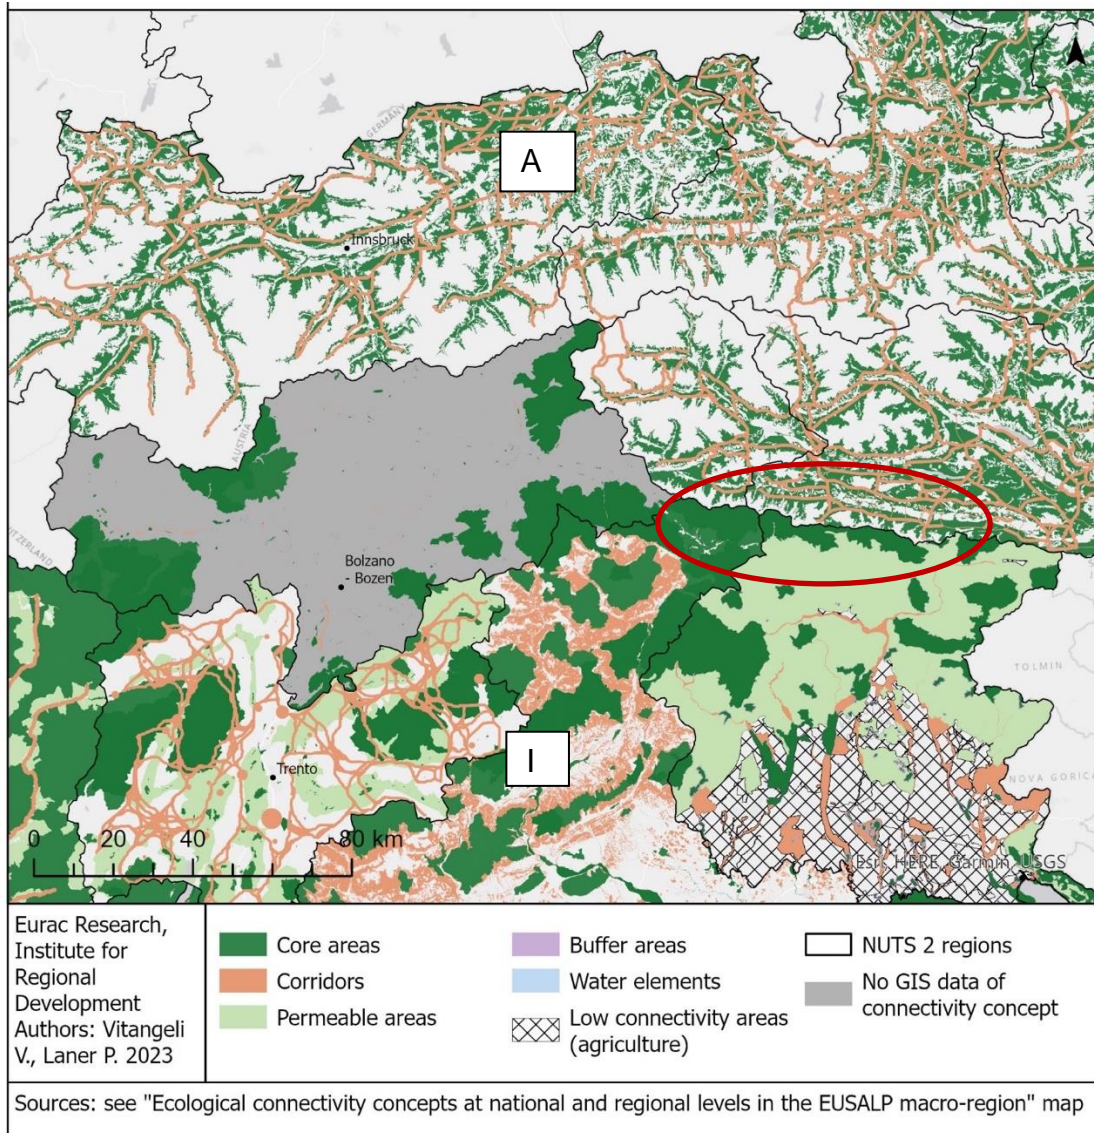 GERMANY
A
Innsbruck
AUSTRIA
SWITZERLAND
Bolzano
- Bozen
TOLMIN
I
Trento
NOVA GORICA
0 20 40 80 km
Esri, HERE, Garmin, USGS
Eurac Research,
Institute for
Regional
Development
Authors: Vitangeli
V., Laner P. 2023
Core areas
Corridors
Permeable areas
Buffer areas
Water elements
Low connectivity areas
(agriculture)
NUTS 2 regions
No GIS data of
connectivity concept
Sources: see "Ecological connectivity concepts at national and regional levels in the EUSALP macro-region" map